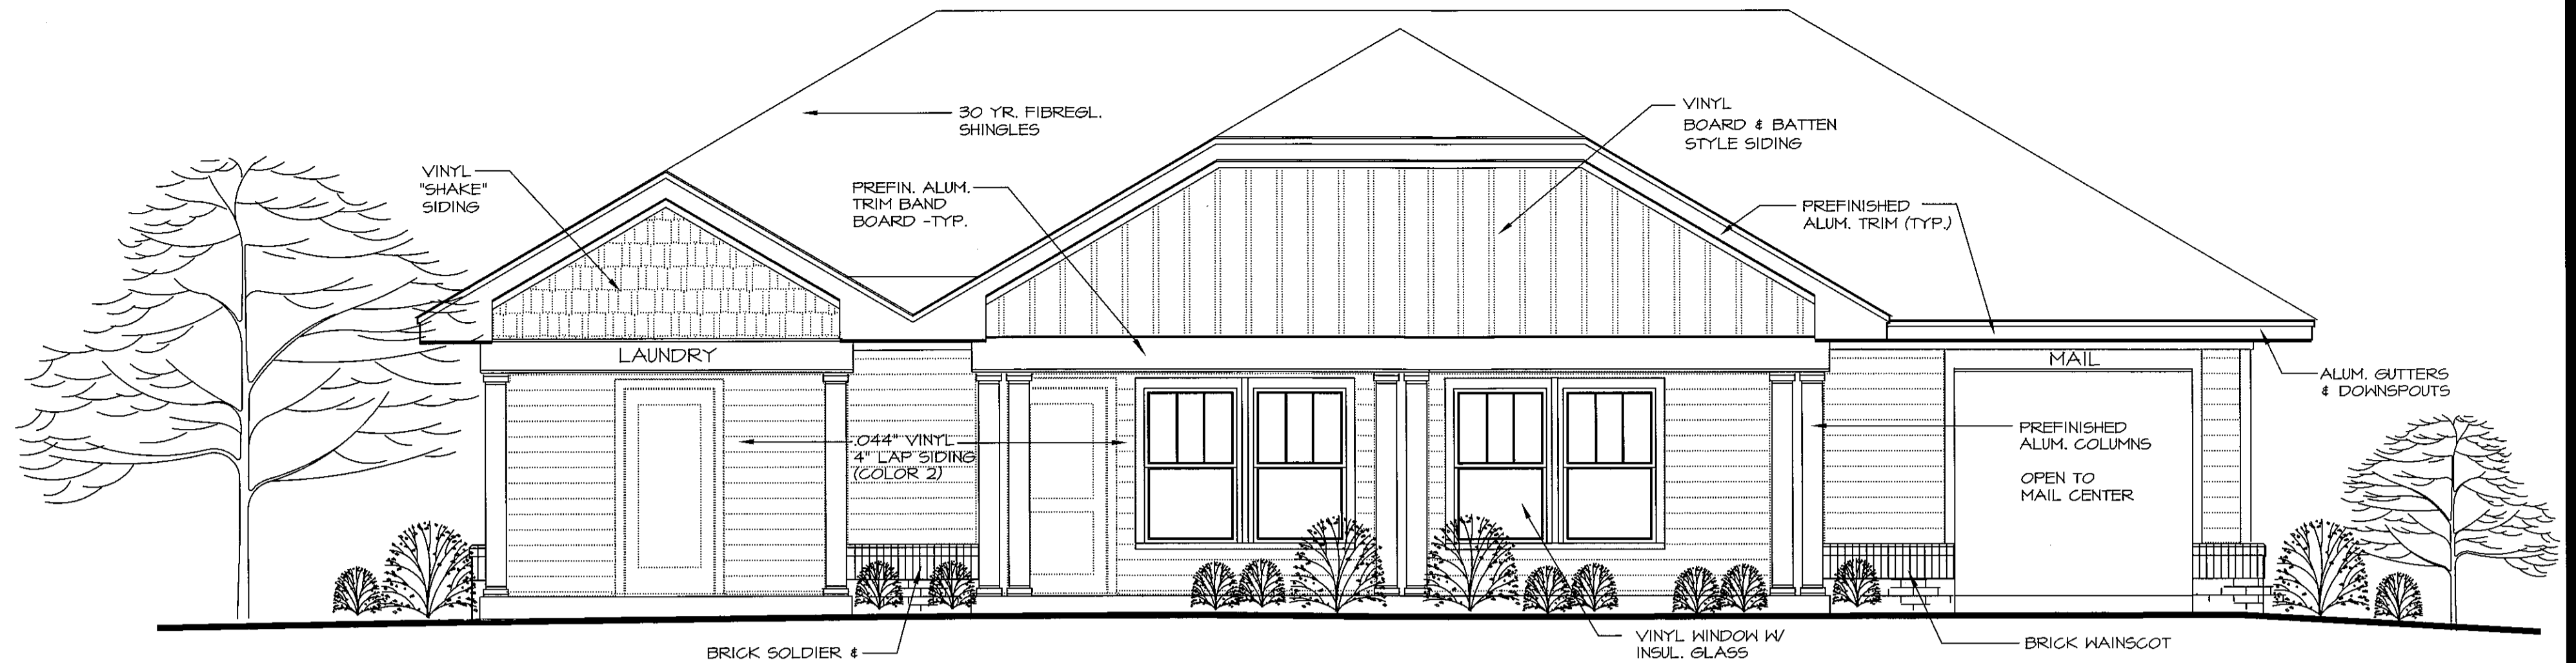 30 YR. FIBREGL.
SHINGLES
VINYL
BOARD & BATTEN
STYLE SIDING
VINYL
"SHAKE"
SIDING
PREFIN. ALUM.
TRIM BAND
BOARD -TYP.
PREFINISHED
ALUM. TRIM (TYP.)
LAUNDRY
MAIL
ALUM. GUTTERS
& DOWNSPOUTS
.044" VINYL
4" LAP SIDING
(COLOR 2)
PREFINISHED
ALUM. COLUMNS
OPEN TO
MAIL CENTER
BRICK SOLDIER &
VINYL WINDOW W/
INSUL. GLASS
BRICK WAINSCOT